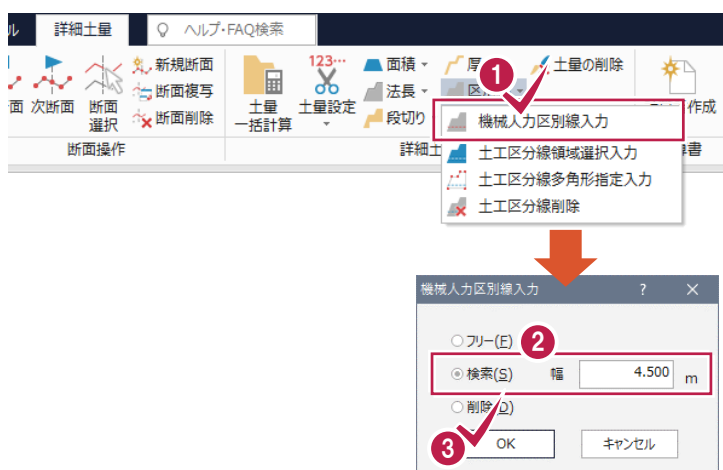 ル 詳細土量 ヘルプ・FAQ検索
新規断面 123… 面積 厚 土量の削除
断面複写 法長 区
面 次断面 断面選択 断面削除 土量一括計算 土量設定 段切り 作成
断面操作 詳細土 書
1
機械人力区別線入力
土工区分線領域選択入力
土工区分線多角形指定入力
土工区分線削除
機械人力区別線入力 ? ×
フリー(F) 2
検索(S) 幅 4.500 m
削除(D)
3 OK キャンセル